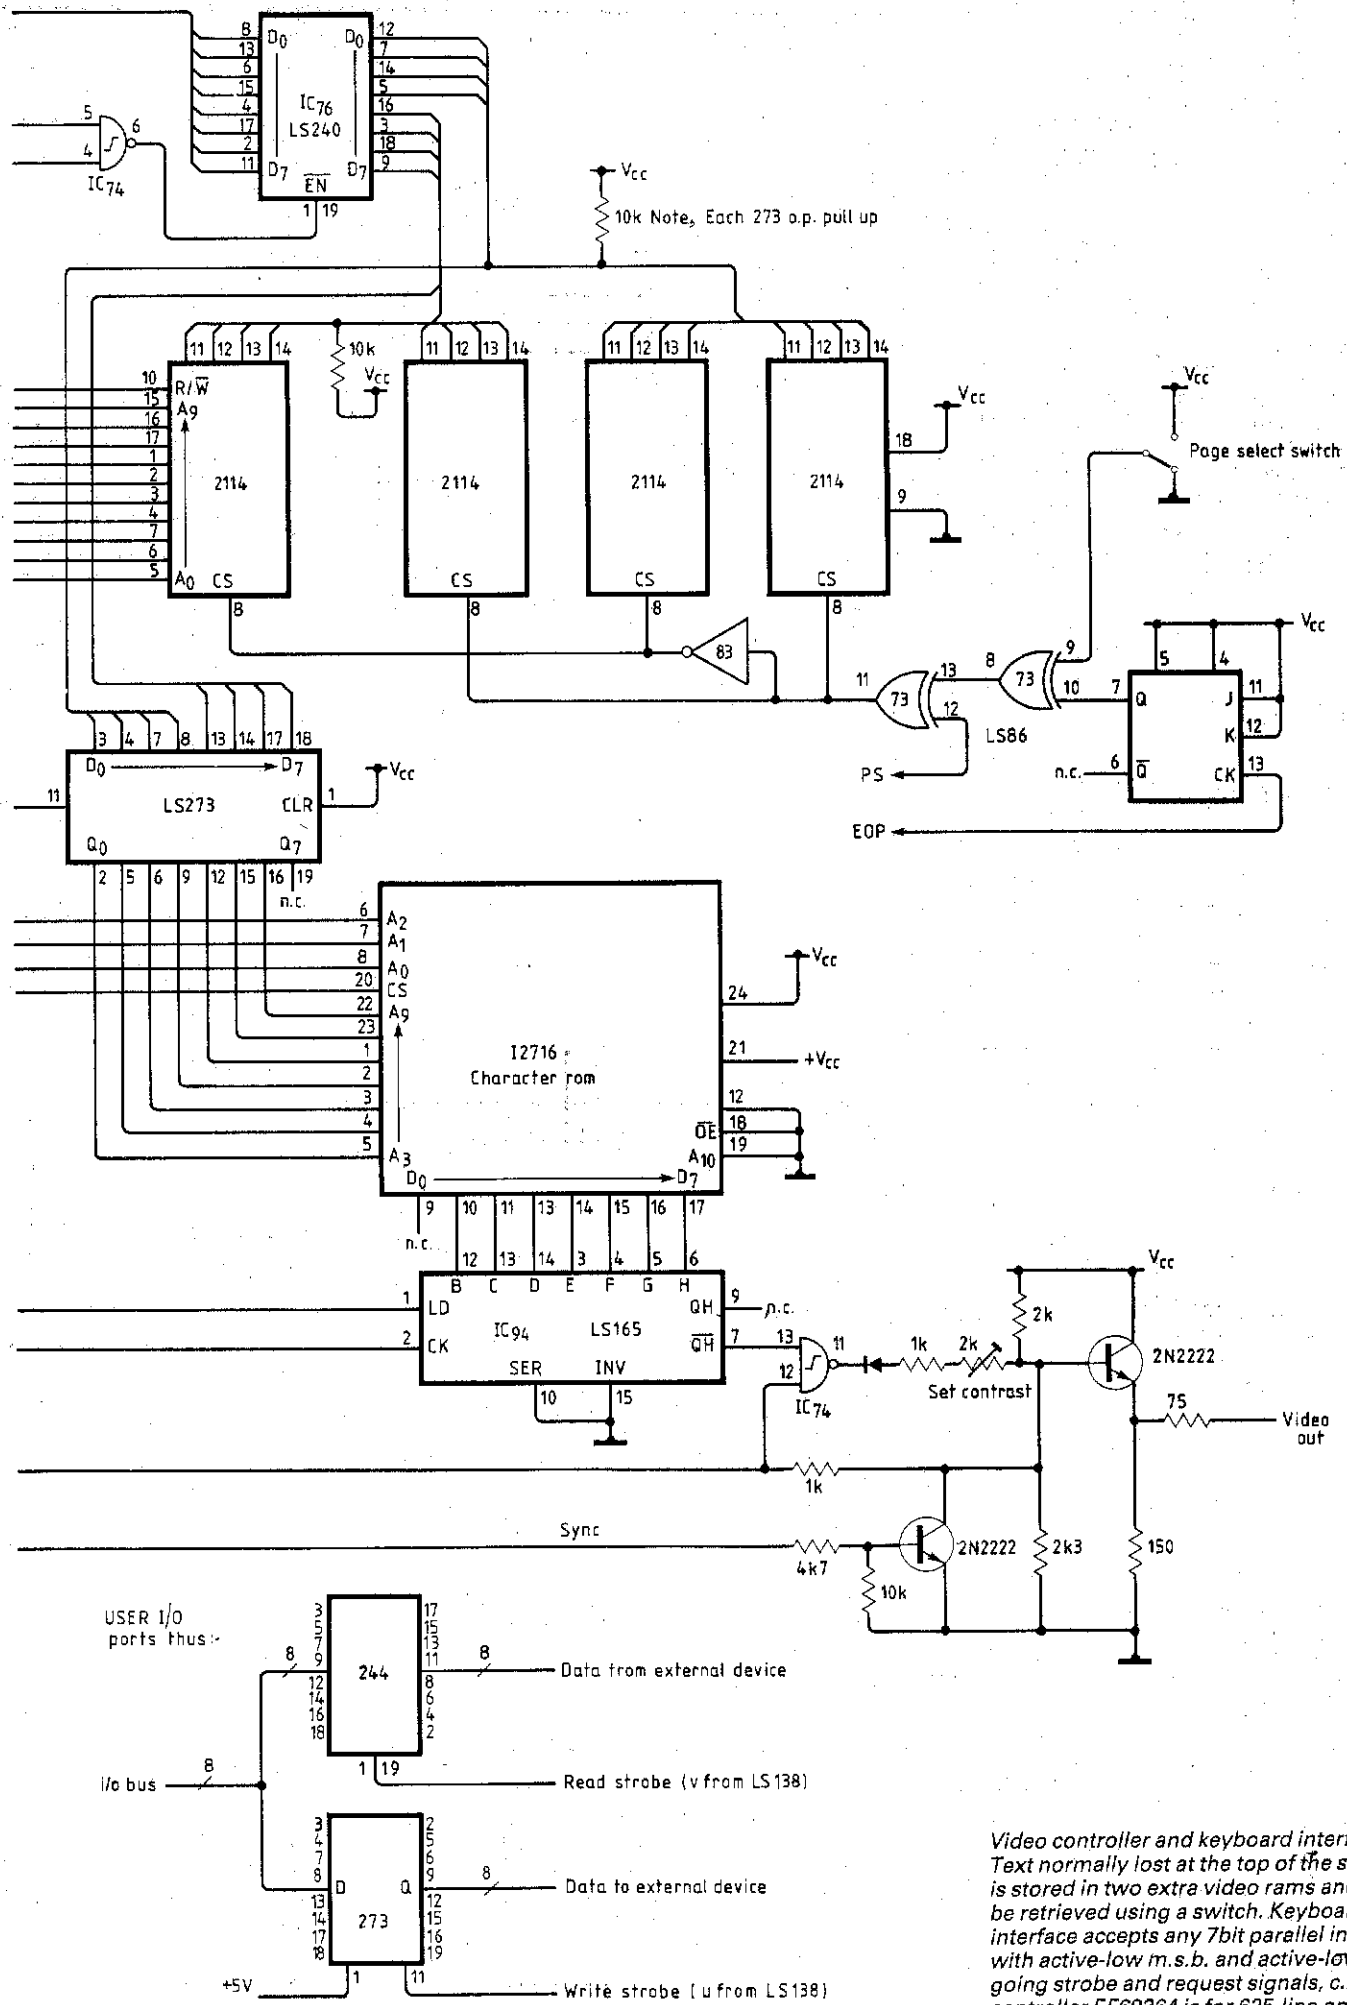 8 D0 D0 12
13 7
6 14
15 IC76 5
4 LS240 16
17 3
2 18
11 D7 D7 9
EN
1 19
5
4
6
IC74
Vcc
10k Note, Each 273 o.p. pull up
11 12 13 14
10k
Vcc
11 12 13 14
11 12 13 14
11 12 13 14
10 R/W
15 A9
16
17
1
2
3
4
7
6
5 A0
2114
CS
8
2114
CS
8
2114
CS
8
2114
CS
8
18
Vcc
9
Vcc
Page select switch
83
11
73
13
12
8
73
9
10
LS86
PS
EOP
Vcc
5 4
7 Q J 11
K 12
n.c. 6 Q CK 13
3 4 7 8 13 14 17 18
D0 D7
11 LS273 CLR 1
Vcc
Q0 Q7
2 5 6 9 12 15 16 19
n.c.
6 A2
7 A1
8 A0
20 CS
22 A9
23
1
2
3
4
5 A3
I2716
Character rom
24 Vcc
21 +Vcc
12
OE 18
A10 19
D0 D7
9 10 11 13 14 15 16 17
n.c.
12 13 14 3 4 5 6
B C D E F G H
1 LD
2 CK
IC94 LS165
QH 9 n.c.
QH 7
SER INV
10 15
13
12
11
IC74
1k
2k
Set contrast
2k
Vcc
2N2222
75
Video
out
1k
Sync
4k7
10k
2N2222
2k3
150
USER I/O
ports thus:-
3 17
5 15
7 13
9 11
12 8
14 6
16 4
18 2
244
8
8
Data from external device
1 19
Read strobe (v from LS138)
i/o bus
8
3 2
4 5
7 6
8 D Q 9
13 12
14 15
17 16
18 19
273
8
Data to external device
+5V
1 11
Write strobe (u from LS138)
Video controller and keyboard
Text normally lost at the top of the
is stored in two extra video rams
be retrieved using a switch.
interface accepts any 7bit parallel
with active-low m.s.b. and
going strobe and request signals,